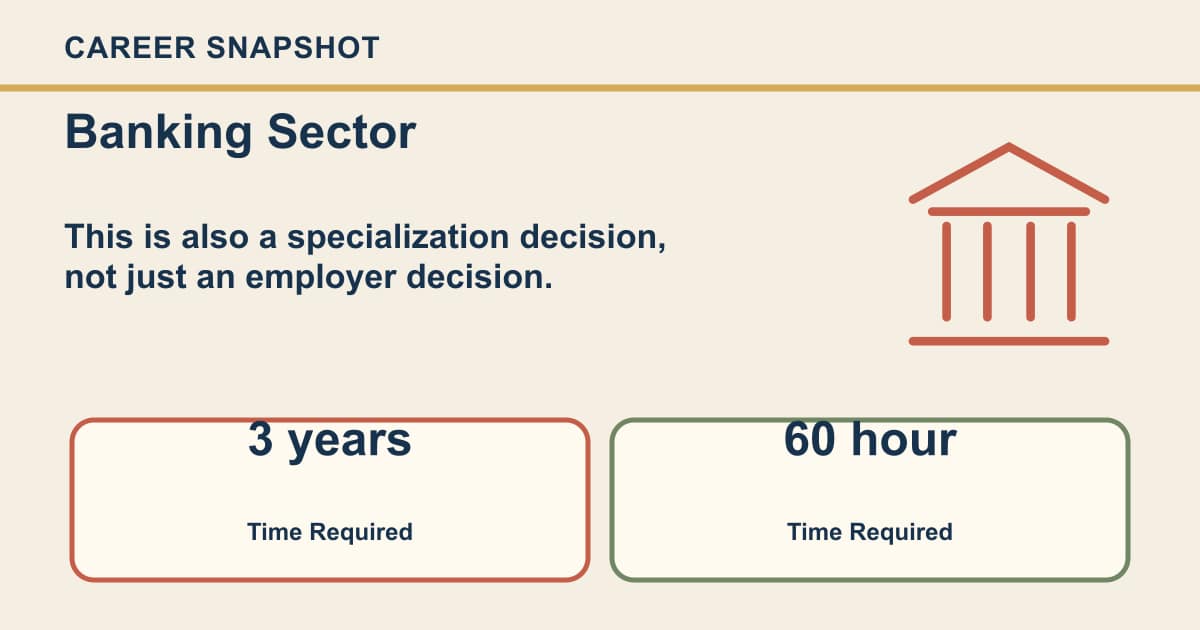 CAREER SNAPSHOT
Banking Sector
This is also a specialization decision,
not just an employer decision.
3 years
Time Required
60 hour
Time Required